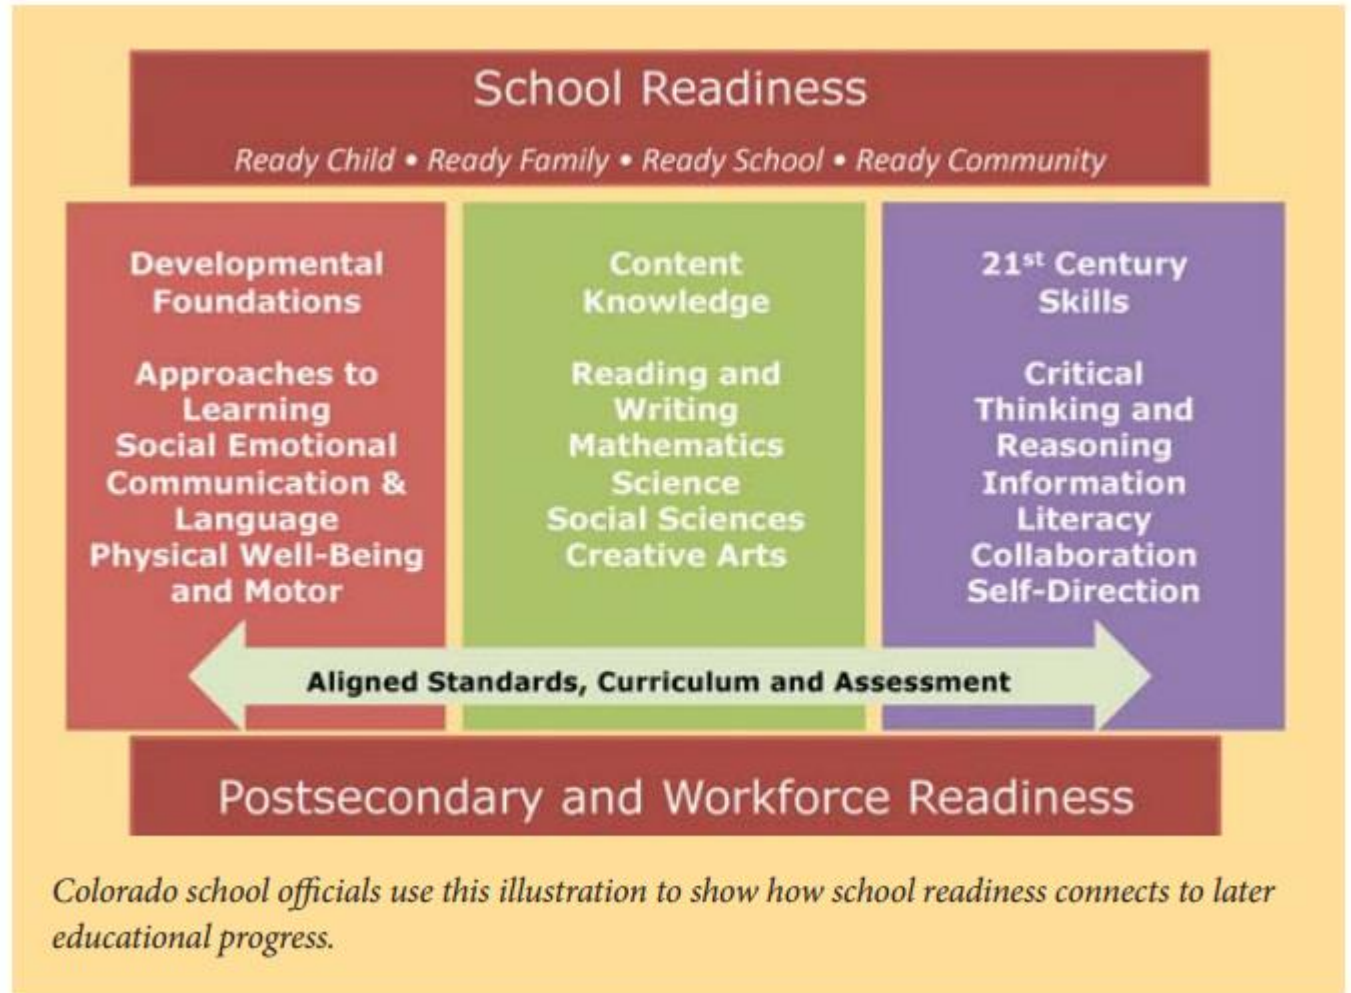 School Readiness
Ready Child • Ready Family • Ready School • Ready Community
Developmental
Foundations
Approaches to
Learning
Social Emotional
Communication &
Language
Physical Well-Being
and Motor
Content
Knowledge
Reading and
Writing
Mathematics
Science
Social Sciences
Creative Arts
21st Century
Skills
Critical
Thinking and
Reasoning
Information
Literacy
Collaboration
Self-Direction
Aligned Standards, Curriculum and Assessment
Postsecondary and Workforce Readiness
Colorado school officials use this illustration to show how school readiness connects to later
educational progress.